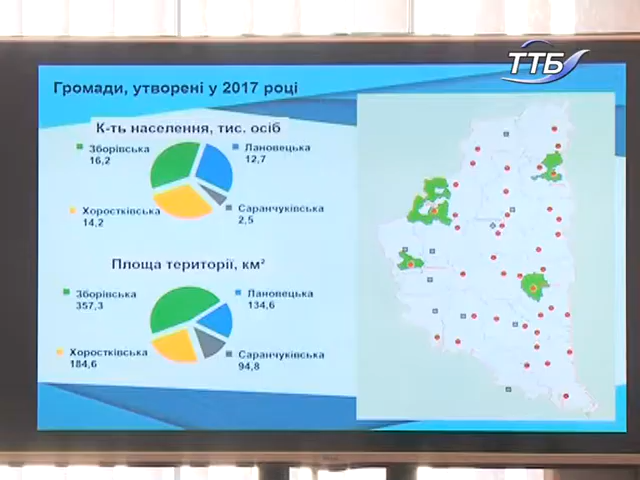 ТТБ
Громади, утворені у 2017 році
К-ть населення, тис. осіб
Зборівська
16,2
Лановецька
12,7
Хоростківська
14,2
Саранчуківська
2,5
Площа території, км²
Зборівська
357,3
Лановецька
134,6
Хоростківська
184,6
Саранчуківська
94,8